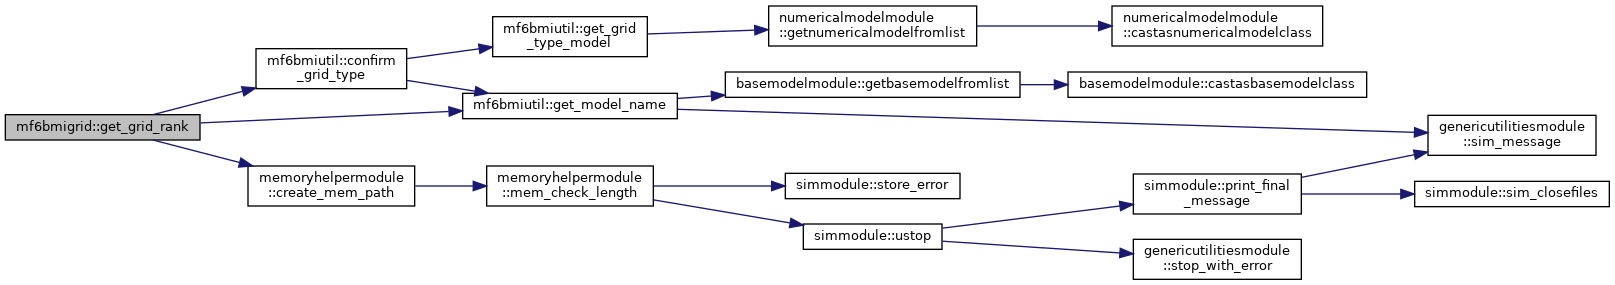 mf6bmigrid::get_grid_rank
mf6bmiutil::confirm
_grid_type
mf6bmiutil::get_grid
_type_model
numericalmodelmodule
::getnumericalmodelfromlist
numericalmodelmodule
::castasnumericalmodelclass
mf6bmiutil::get_model_name
basemodelmodule::getbasemodelfromlist
basemodelmodule::castasbasemodelclass
genericutilitiesmodule
::sim_message
memoryhelpermodule
::create_mem_path
memoryhelpermodule
::mem_check_length
simmodule::store_error
simmodule::ustop
simmodule::print_final
_message
simmodule::sim_closefiles
genericutilitiesmodule
::stop_with_error